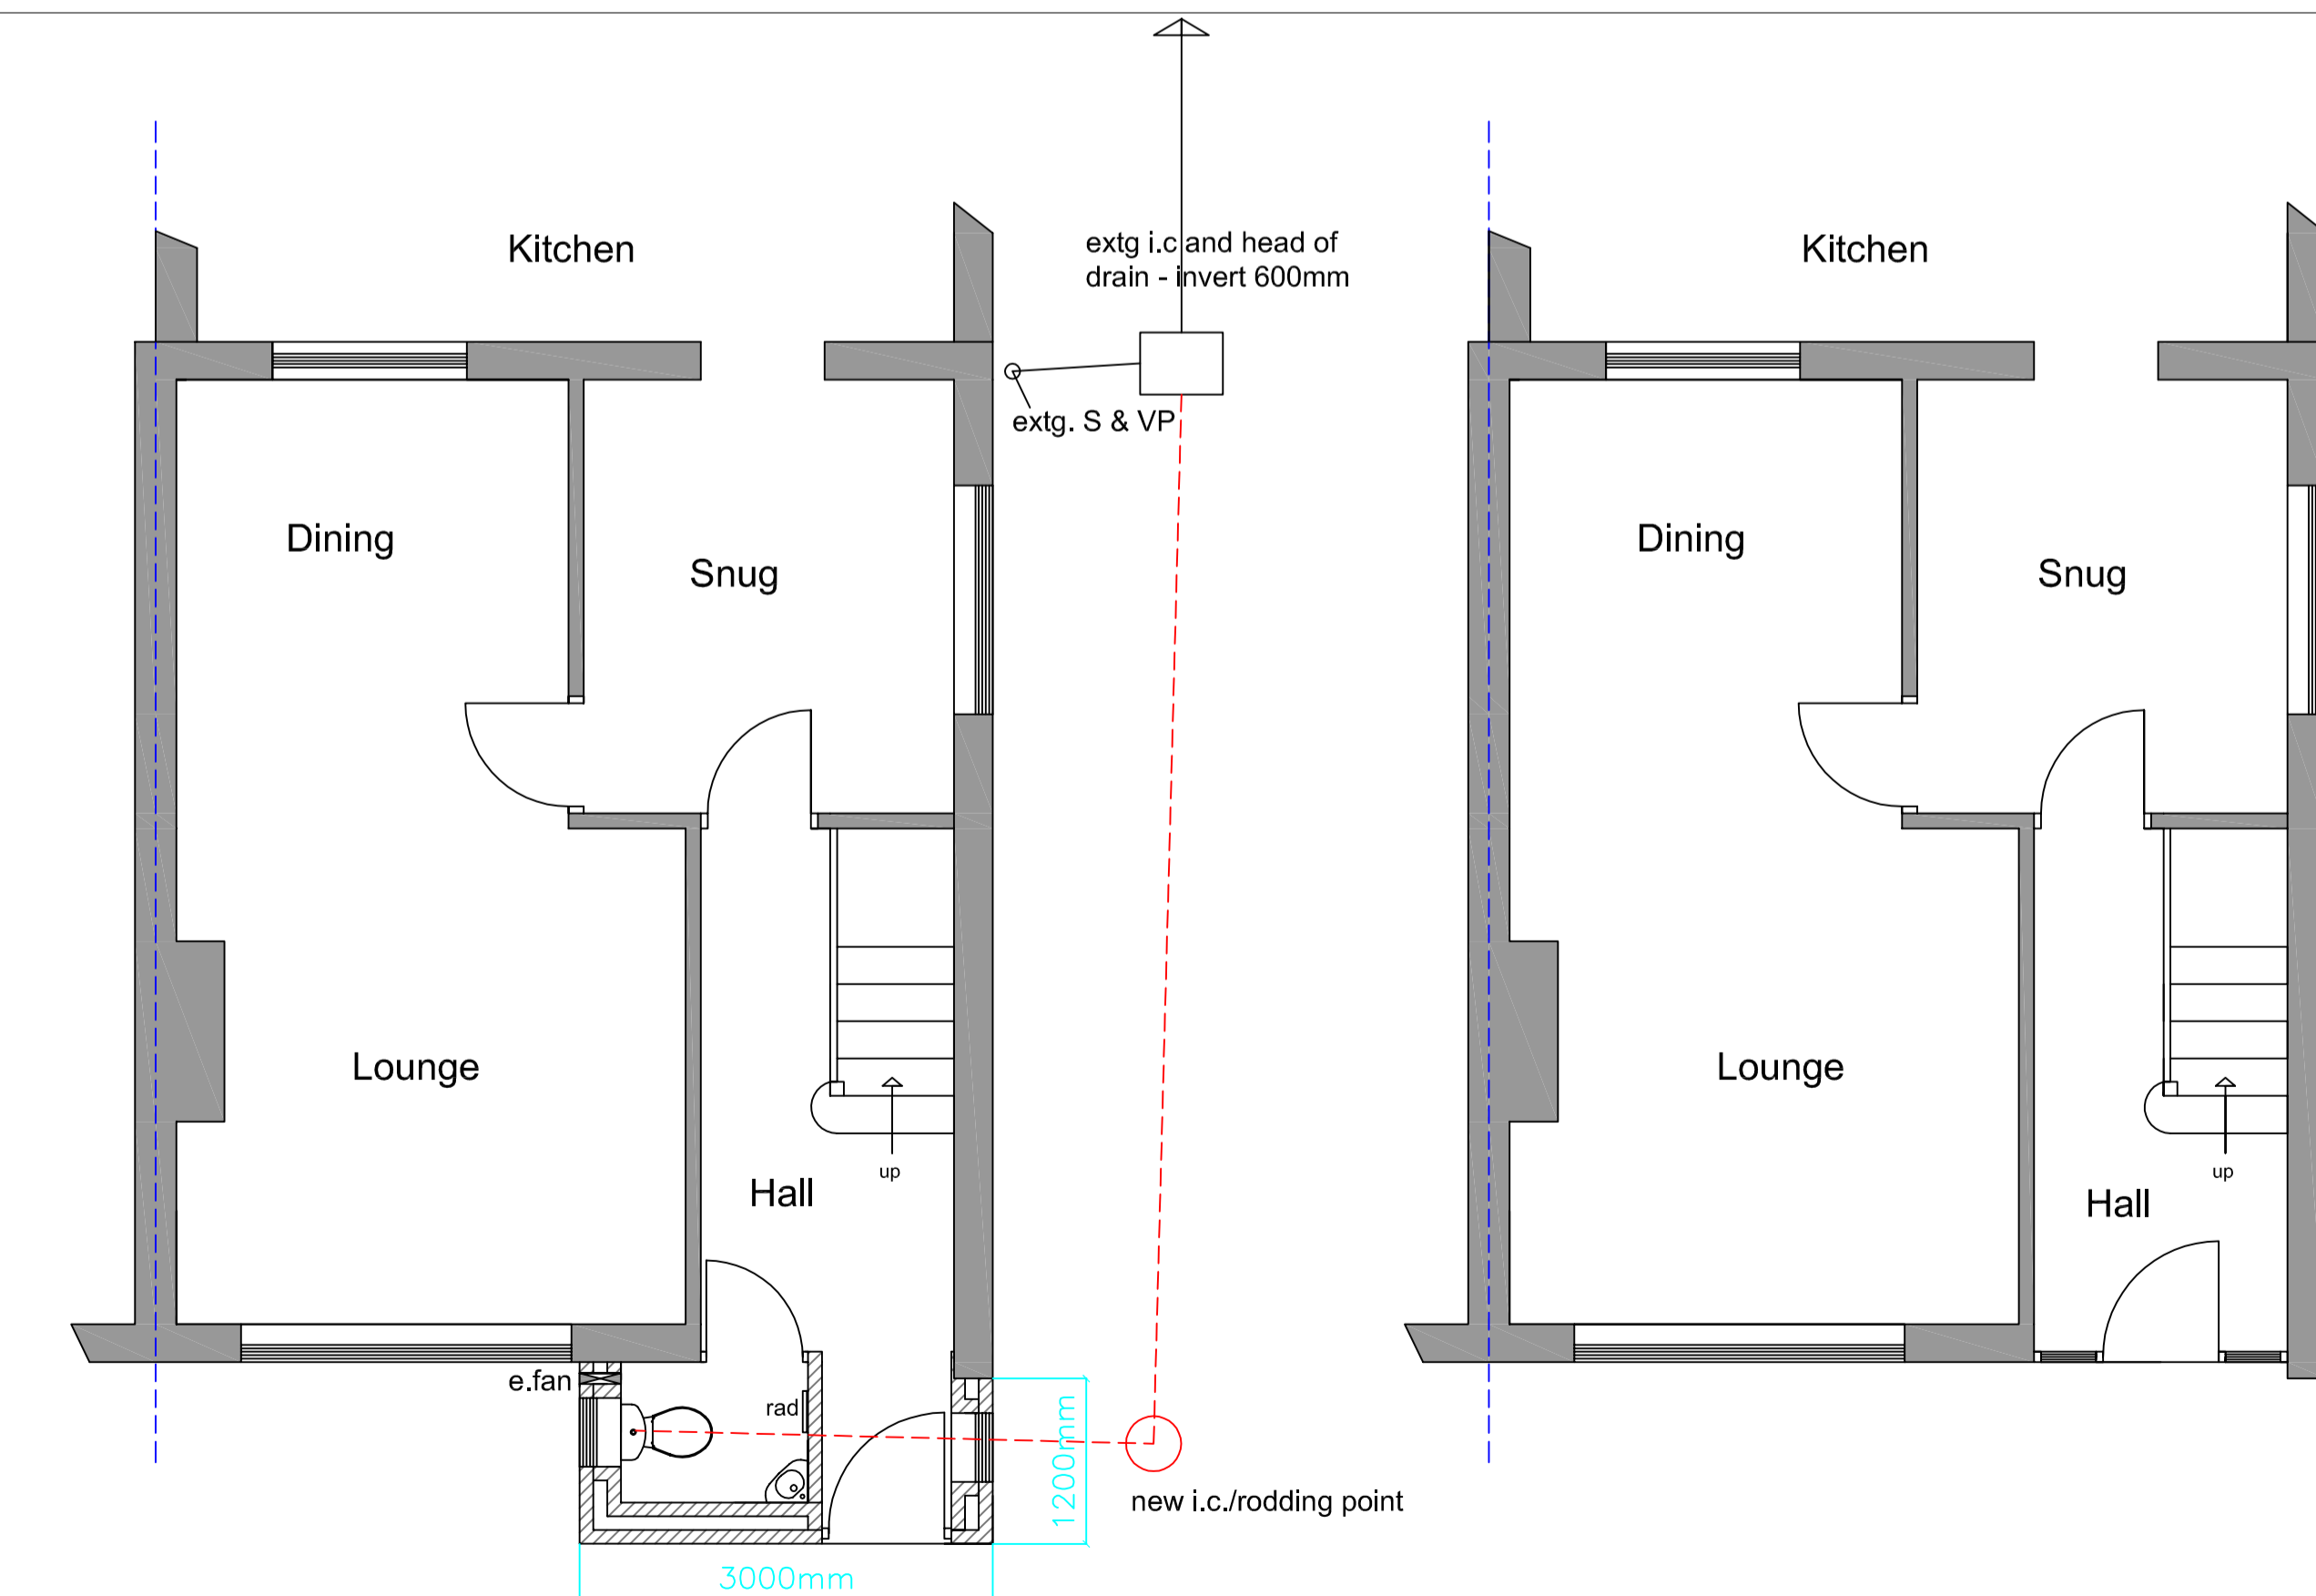 Kitchen
extg i.c and head of
drain - invert 600mm
Kitchen
extg. S & VP
Dining
Snug
Dining
Snug
Lounge
Lounge
up
up
Hall
Hall
e.fan
rad
1200mm
new i.c./rodding point
3000mm